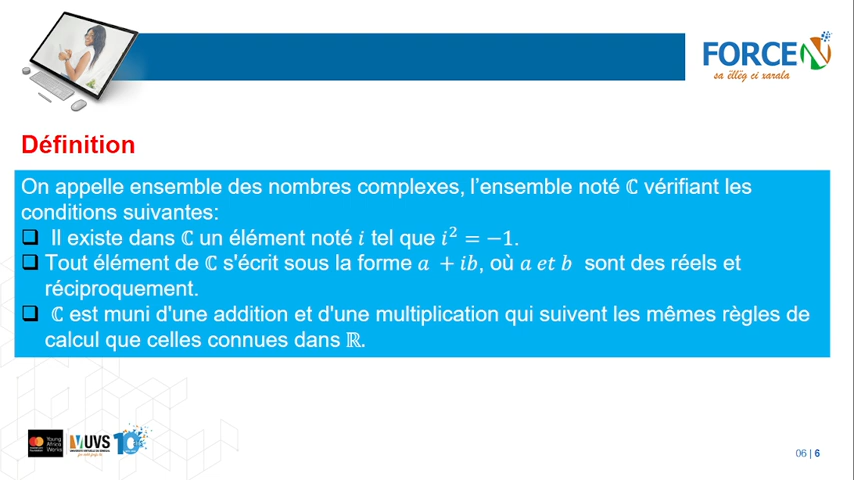 FORCE N
sa ëllëg ci xarala
Définition
On appelle ensemble des nombres complexes, l'ensemble noté ℂ vérifiant les
conditions suivantes:
❑ Il existe dans ℂ un élément noté 𝑖 tel que 𝑖² = −1.
❑ Tout élément de ℂ s'écrit sous la forme 𝑎 + 𝑖𝑏, où 𝑎 𝑒𝑡 𝑏 sont des réels et
réciproquement.
❑ ℂ est muni d'une addition et d'une multiplication qui suivent les mêmes règles de
calcul que celles connues dans ℝ.
Young
Africa
Works
UVS
10
06 | 6